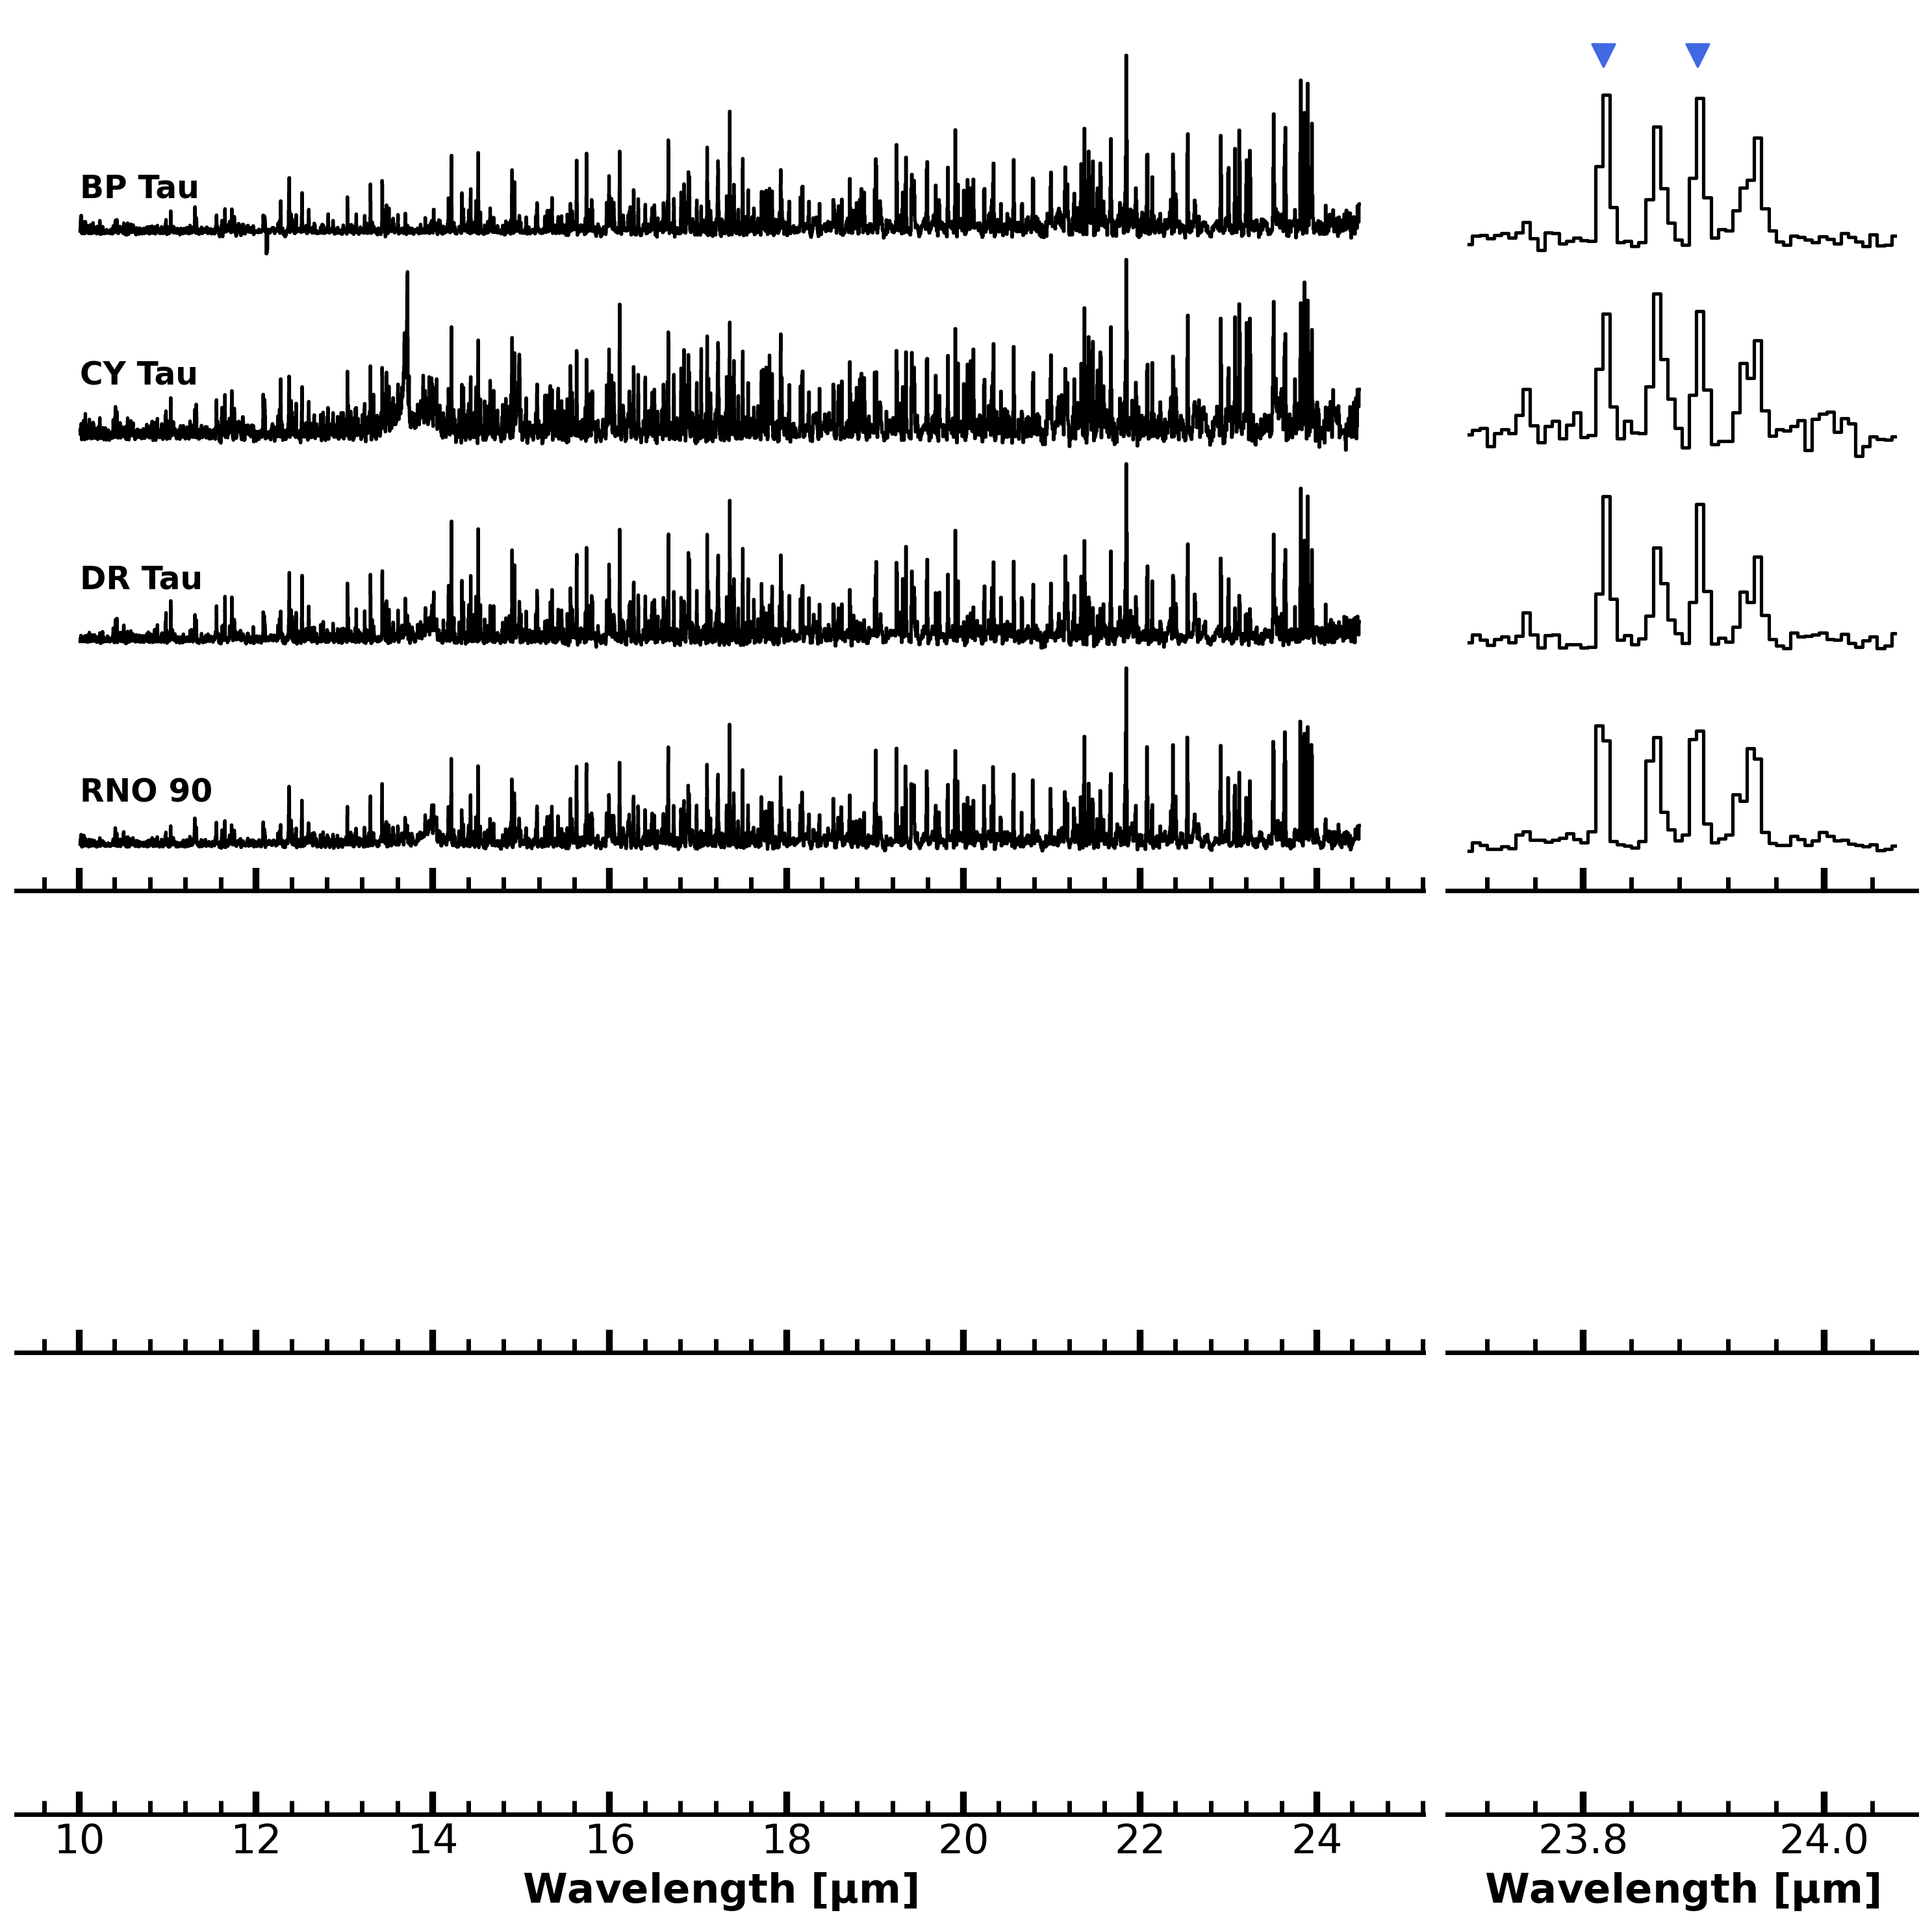 BP Tau
CY Tau
DR Tau
RNO 90
10 12 14 16 18 20 22 24 23.8 24.0
Wavelength [μm] Wavelength [μm]